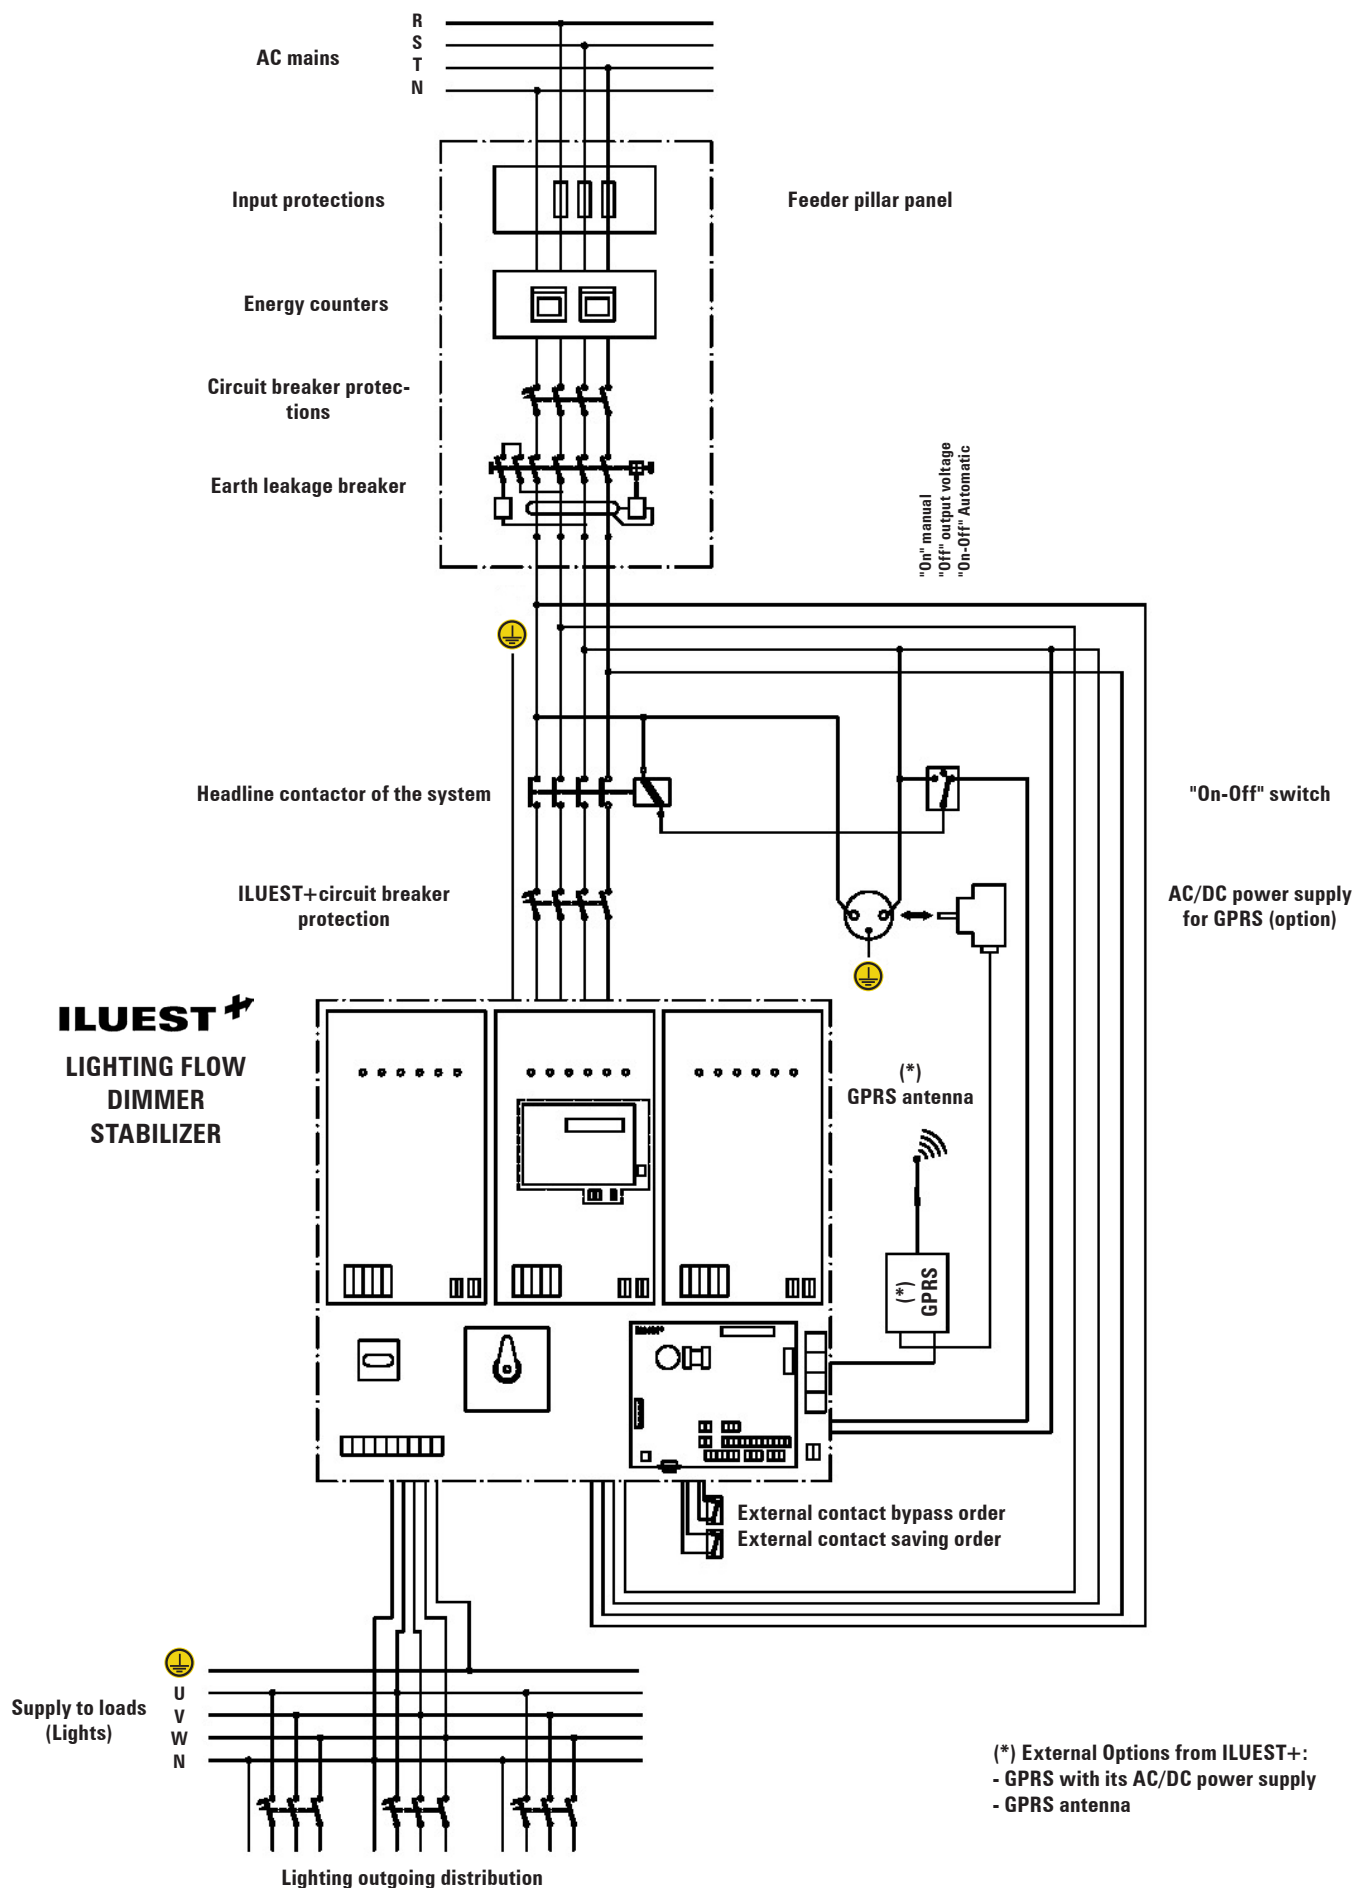 R
S
AC mains
T
N
Input protections
Feeder pillar panel
Energy counters
Circuit breaker protec-
tions
Earth leakage breaker
"On" manual
"Off" output voltage
"On-Off" Automatic
Headline contactor of the system
"On-Off" switch
ILUEST+circuit breaker
protection
AC/DC power supply
for GPRS (option)
ILUEST+
LIGHTING FLOW
DIMMER
STABILIZER
(*)
GPRS antenna
(*)
GPRS
External contact bypass order
External contact saving order
Supply to loads
(Lights)
U
V
W
N
(*) External Options from ILUEST+:
- GPRS with its AC/DC power supply
- GPRS antenna
Lighting outgoing distribution